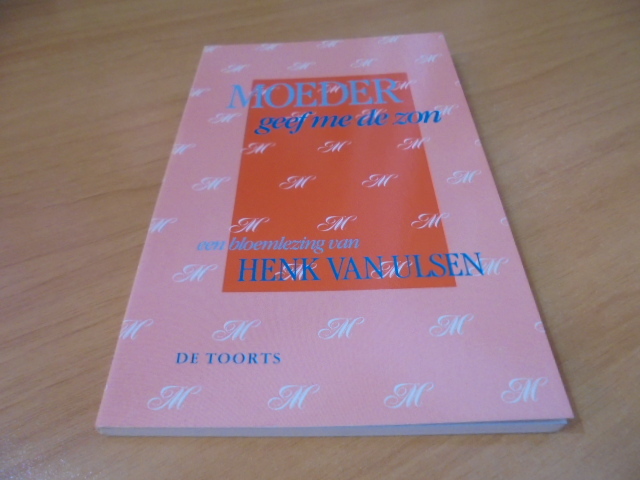 MOEDER
geef me de zon
een bloemlezing van
HENK VAN ULSEN
DE TOORTS